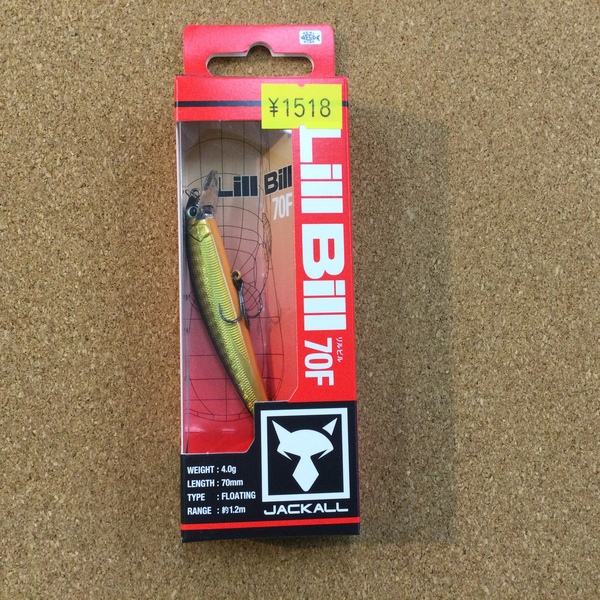 ¥1518
Lill Bill
70F
Lill Bill 70F
リルビル
WEIGHT : 4.0g
LENGTH : 70mm
TYPE : FLOATING
RANGE : 約1.2m
JACKALL